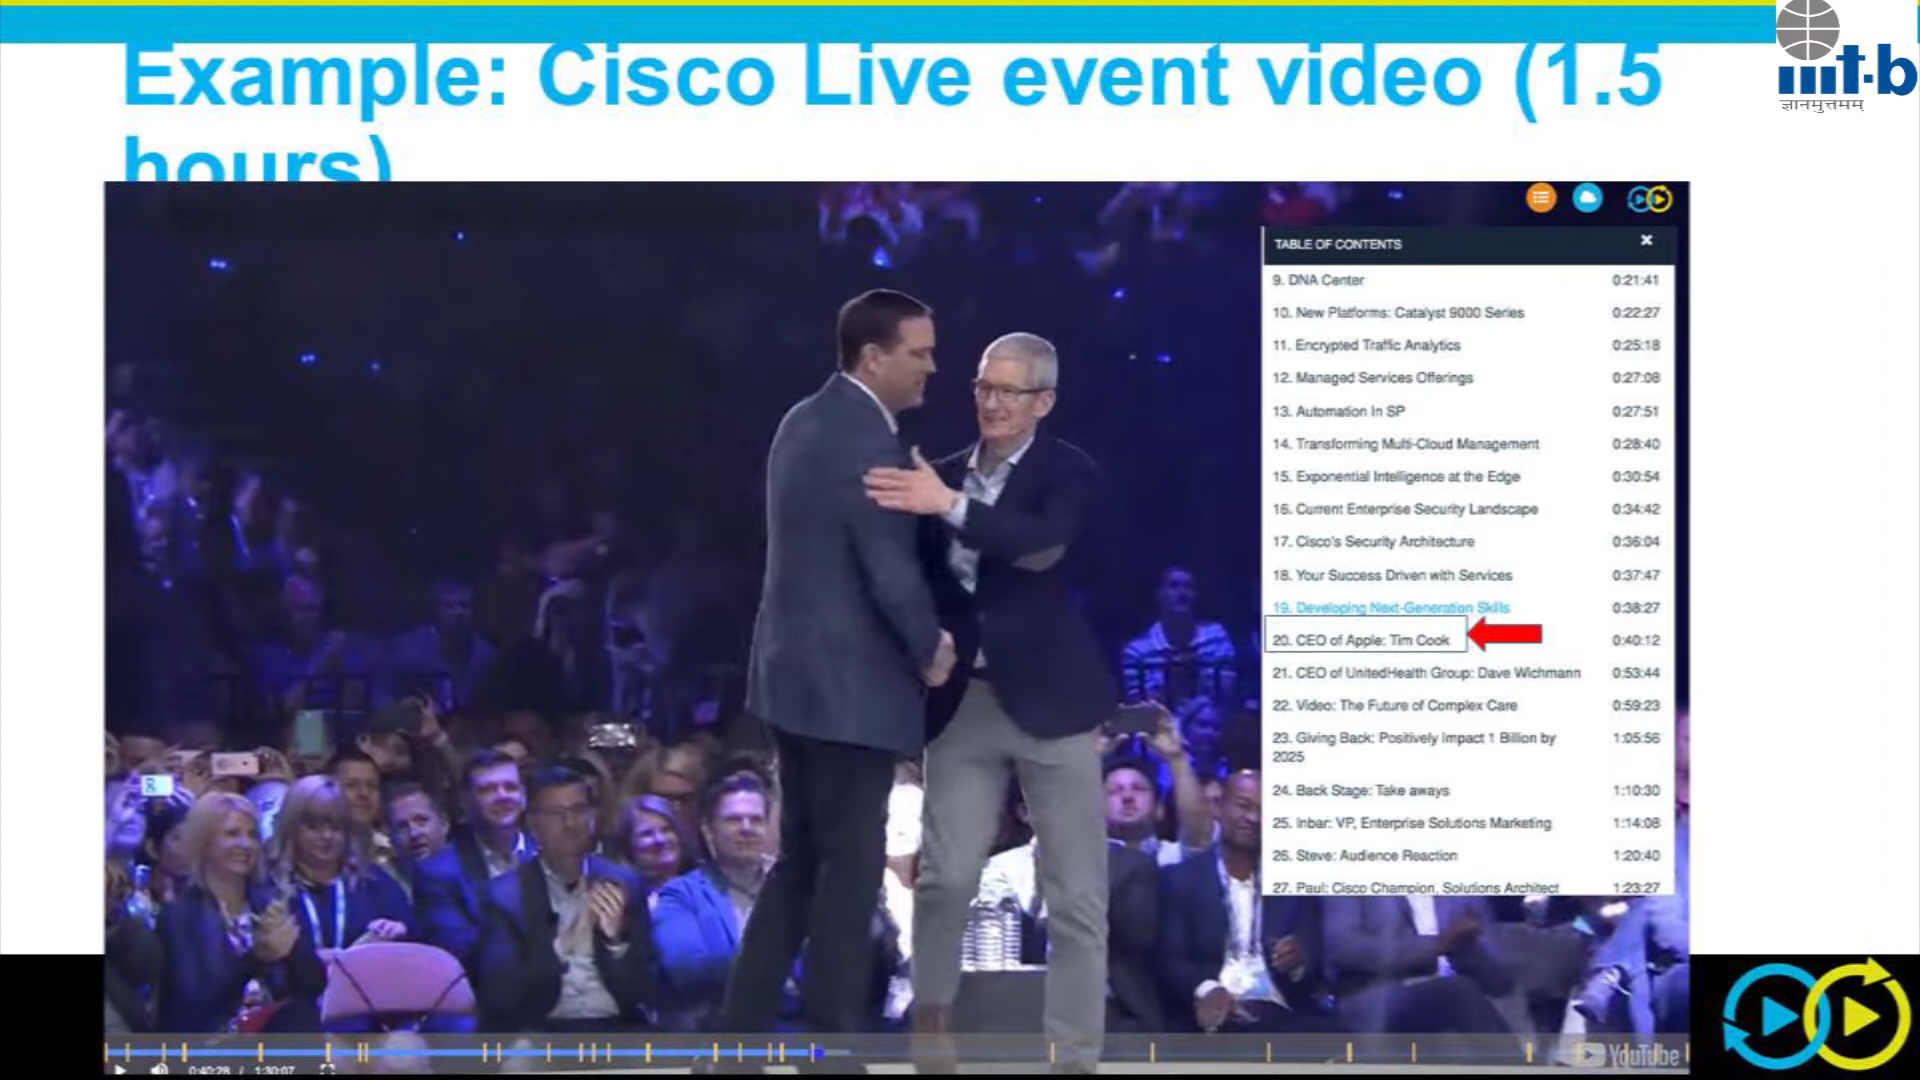 Example: Cisco Live event video (1.5
hours)
iiit-b
ज्ञानमुत्तमम्
TABLE OF CONTENTS
9. DNA Center 0:21:41
10. New Platforms: Catalyst 9000 Series 0:22:27
11. Encrypted Traffic Analytics 0:25:18
12. Managed Services Offerings 0:27:08
13. Automation In SP 0:27:51
14. Transforming Multi-Cloud Management 0:28:40
15. Exponential Intelligence at the Edge 0:30:54
16. Current Enterprise Security Landscape 0:34:42
17. Cisco's Security Architecture 0:36:04
18. Your Success Driven with Services 0:37:47
19. Developing Next-Generation Skills 0:38:27
20. CEO of Apple: Tim Cook 0:40:12
21. CEO of UnitedHealth Group: Dave Wichmann 0:53:44
22. Video: The Future of Complex Care 0:59:23
23. Giving Back: Positively Impact 1 Billion by 1:05:56
2025
24. Back Stage: Take aways 1:10:30
25. Inbar: VP, Enterprise Solutions Marketing 1:14:08
26. Steve: Audience Reaction 1:20:40
27. Paul: Cisco Champion, Solutions Architect 1:23:27
0:40:28 / 1:30:07
YouTube